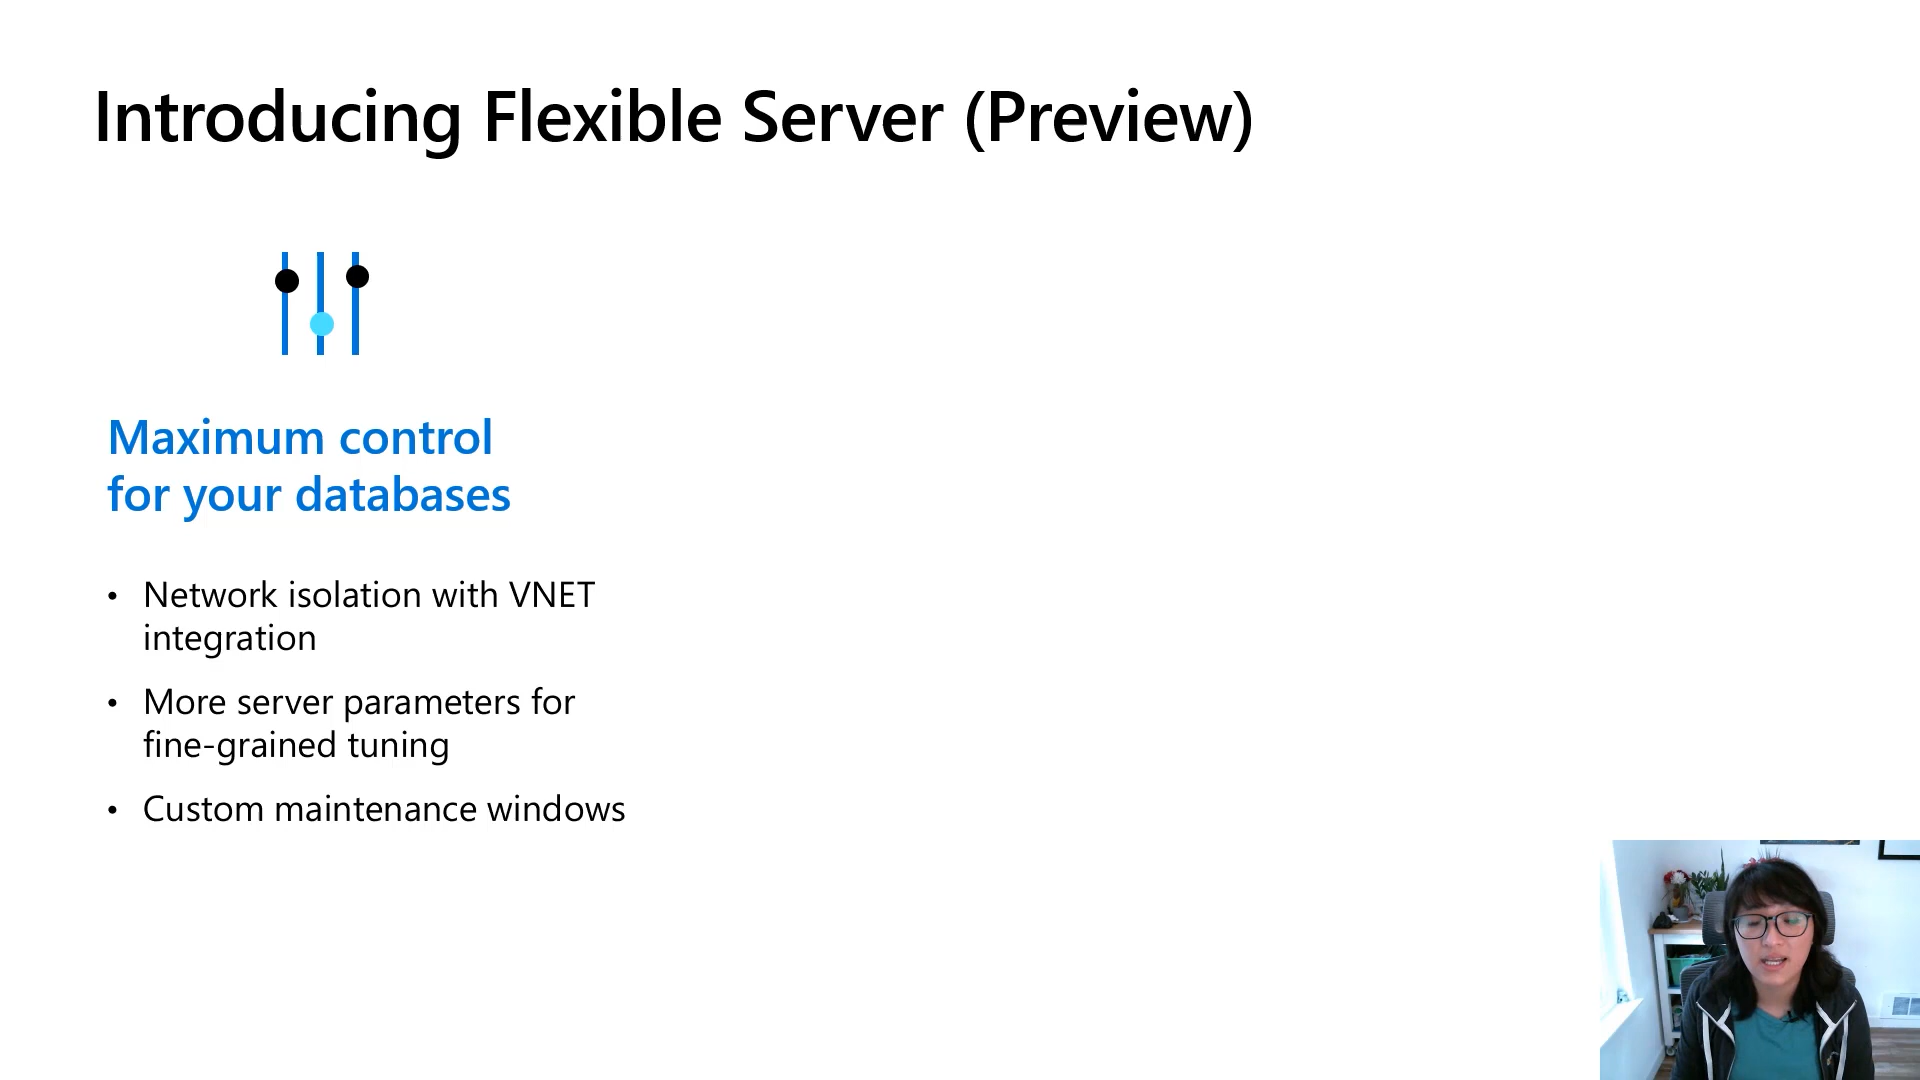 Introducing Flexible Server (Preview)
Maximum control
for your databases
• Network isolation with VNET
integration
• More server parameters for
fine-grained tuning
• Custom maintenance windows